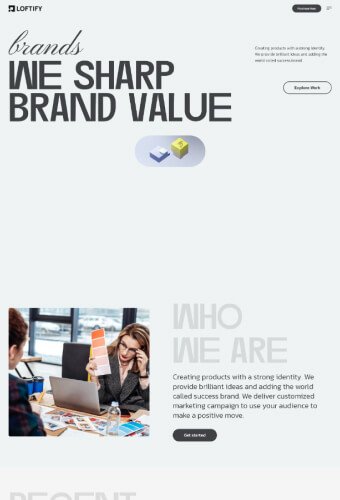 LOFTIFY
brands
WE SHARP
BRAND VALUE
Creating products with a strong identity.
We provide brilliant ideas and adding the
world called success brand.
Explore Work
WHO
WE ARE
Creating products with a strong identity. We
provide brilliant ideas and adding the world
called success brand. We deliver customized
marketing campaign to use your audience to
make a positive move.
Get started
RECENT